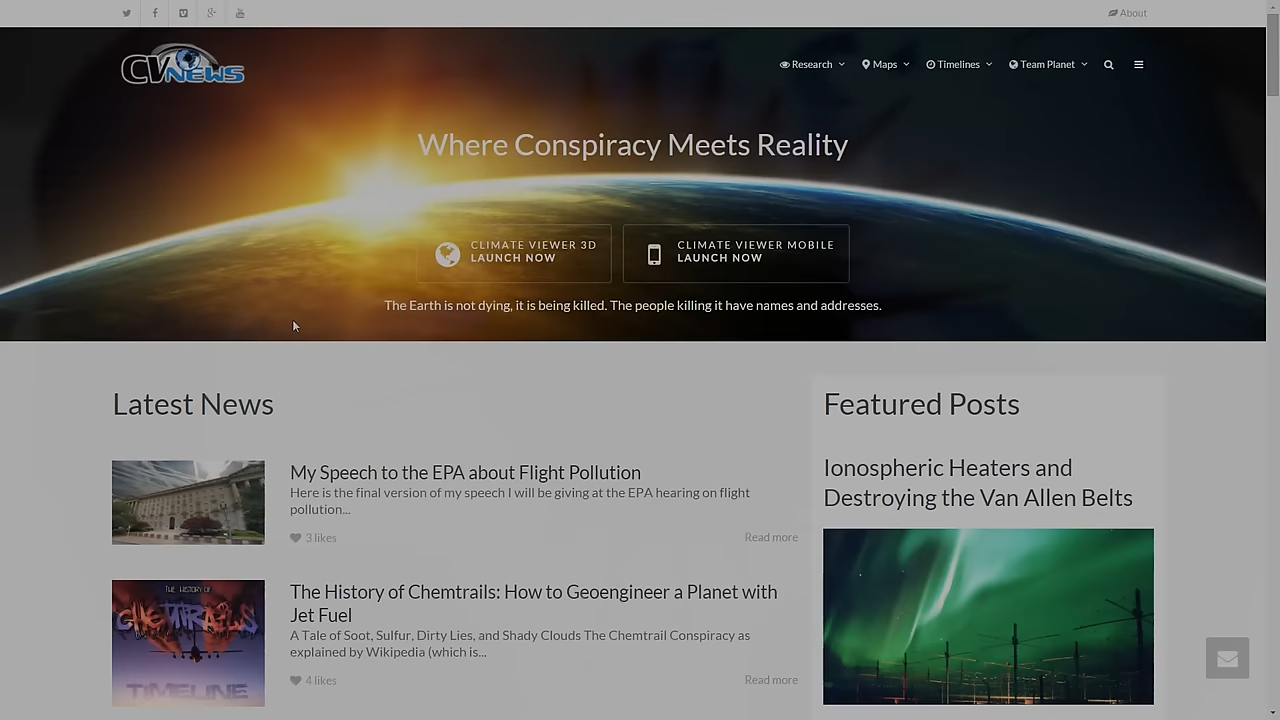 About
CV NEWS
Research
Maps
Timelines
Team Planet
Where Conspiracy Meets Reality
CLIMATE VIEWER 3D
LAUNCH NOW
CLIMATE VIEWER MOBILE
LAUNCH NOW
The Earth is not dying, it is being killed. The people killing it have names and addresses.
Latest News
My Speech to the EPA about Flight Pollution
Here is the final version of my speech I will be giving at the EPA hearing on flight
pollution...
3 likes
Read more
THE HISTORY OF
CHEMTRAILS
TIMELINE
The History of Chemtrails: How to Geoengineer a Planet with
Jet Fuel
A Tale of Soot, Sulfur, Dirty Lies, and Shady Clouds The Chemtrail Conspiracy as
explained by Wikipedia (which is...
4 likes
Read more
Featured Posts
Ionospheric Heaters and
Destroying the Van Allen Belts